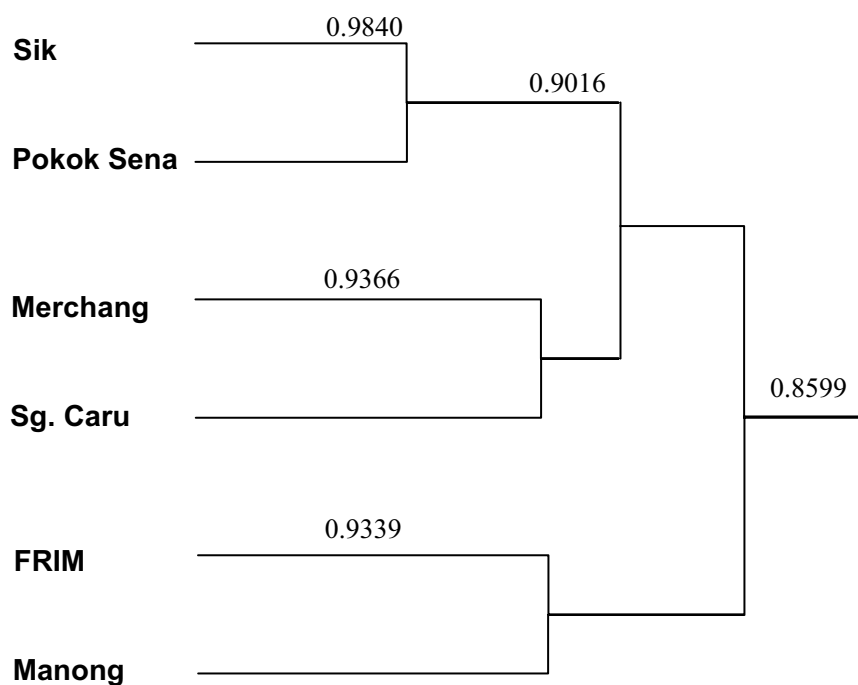 0.9840
Sik
0.9016
Pokok Sena
0.9366
Merchang
0.8599
Sg. Caru
0.9339
FRIM
Manong